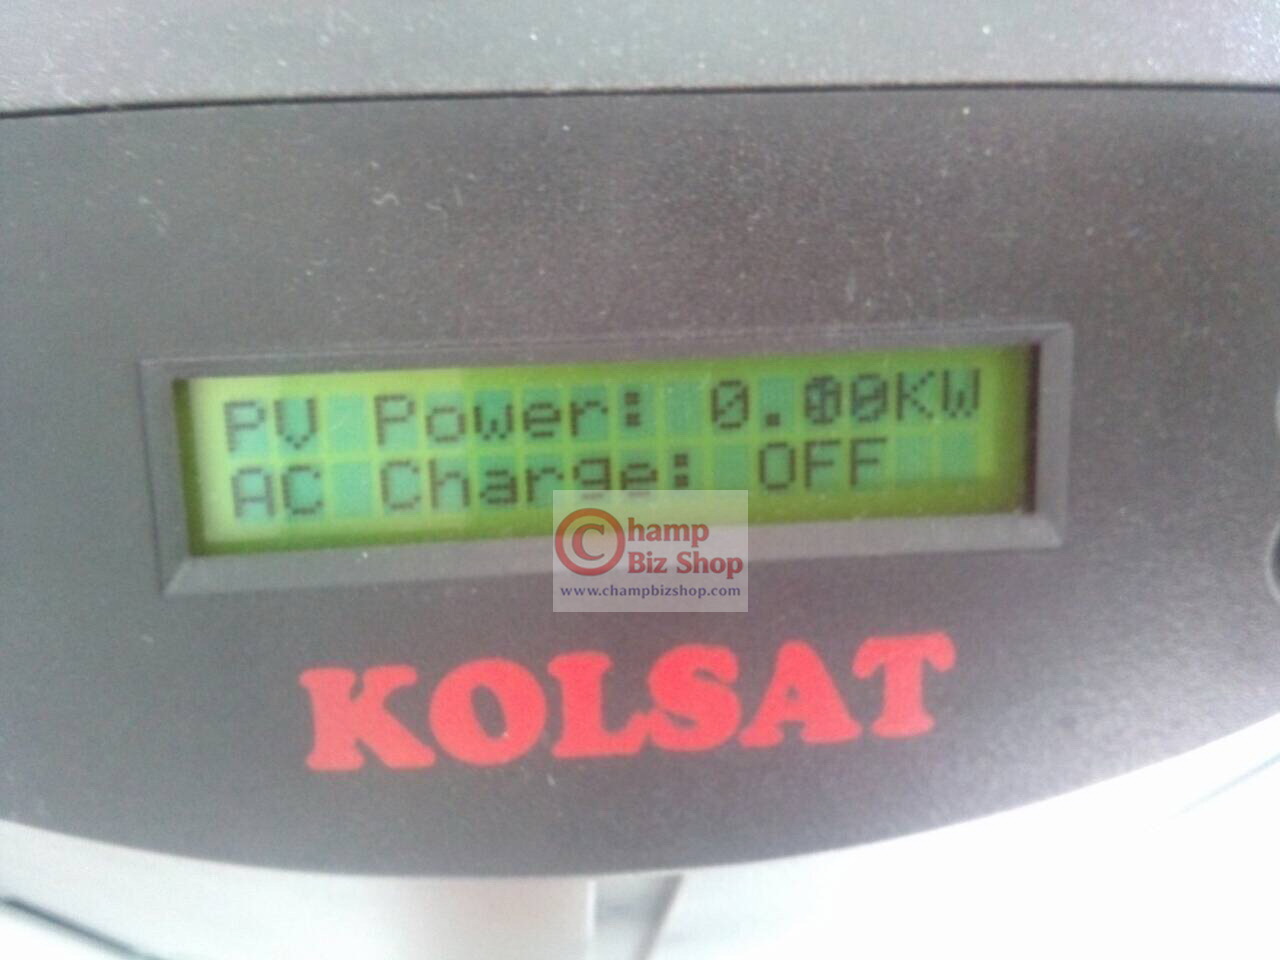 PV Power: 0.00KW
AC Charge: OFF
Champ
Biz Shop
www.champbizshop.com
KOLSAT